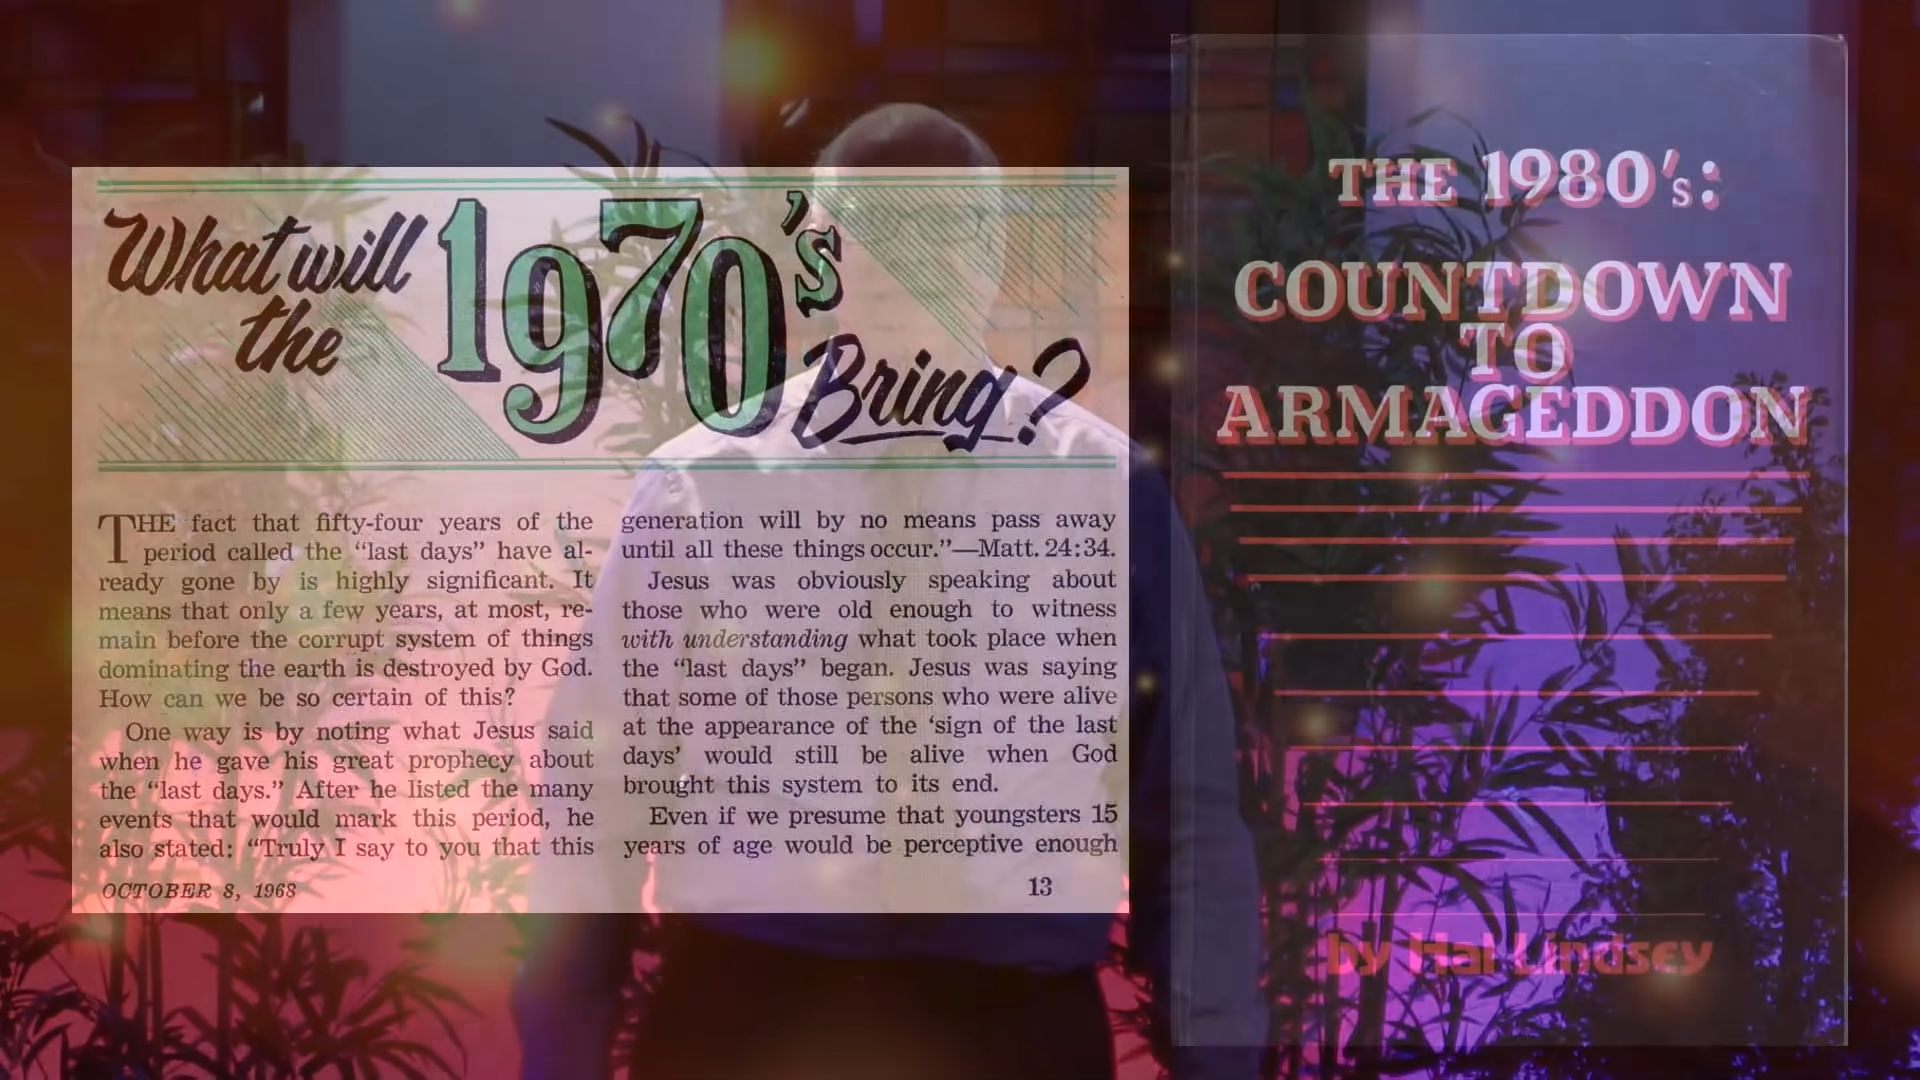 What will
the
1970's
Bring?
THE fact that fifty-four years of the
period called the “last days” have al-
ready gone by is highly significant. It
means that only a few years, at most, re-
main before the corrupt system of things
dominating the earth is destroyed by God.
How can we be so certain of this?
One way is by noting what Jesus said
when he gave his great prophecy about
the “last days.” After he listed the many
events that would mark this period, he
also stated: “Truly I say to you that this
OCTOBER 8, 1968
generation will by no means pass away
until all these things occur.”—Matt. 24:34.
Jesus was obviously speaking about
those who were old enough to witness
with understanding what took place when
the “last days” began. Jesus was saying
that some of those persons who were alive
at the appearance of the ‘sign of the last
days’ would still be alive when God
brought this system to its end.
Even if we presume that youngsters 15
years of age would be perceptive enough
13
THE 1980's:
COUNTDOWN
TO
ARMAGEDDON
by Hal Lindsey